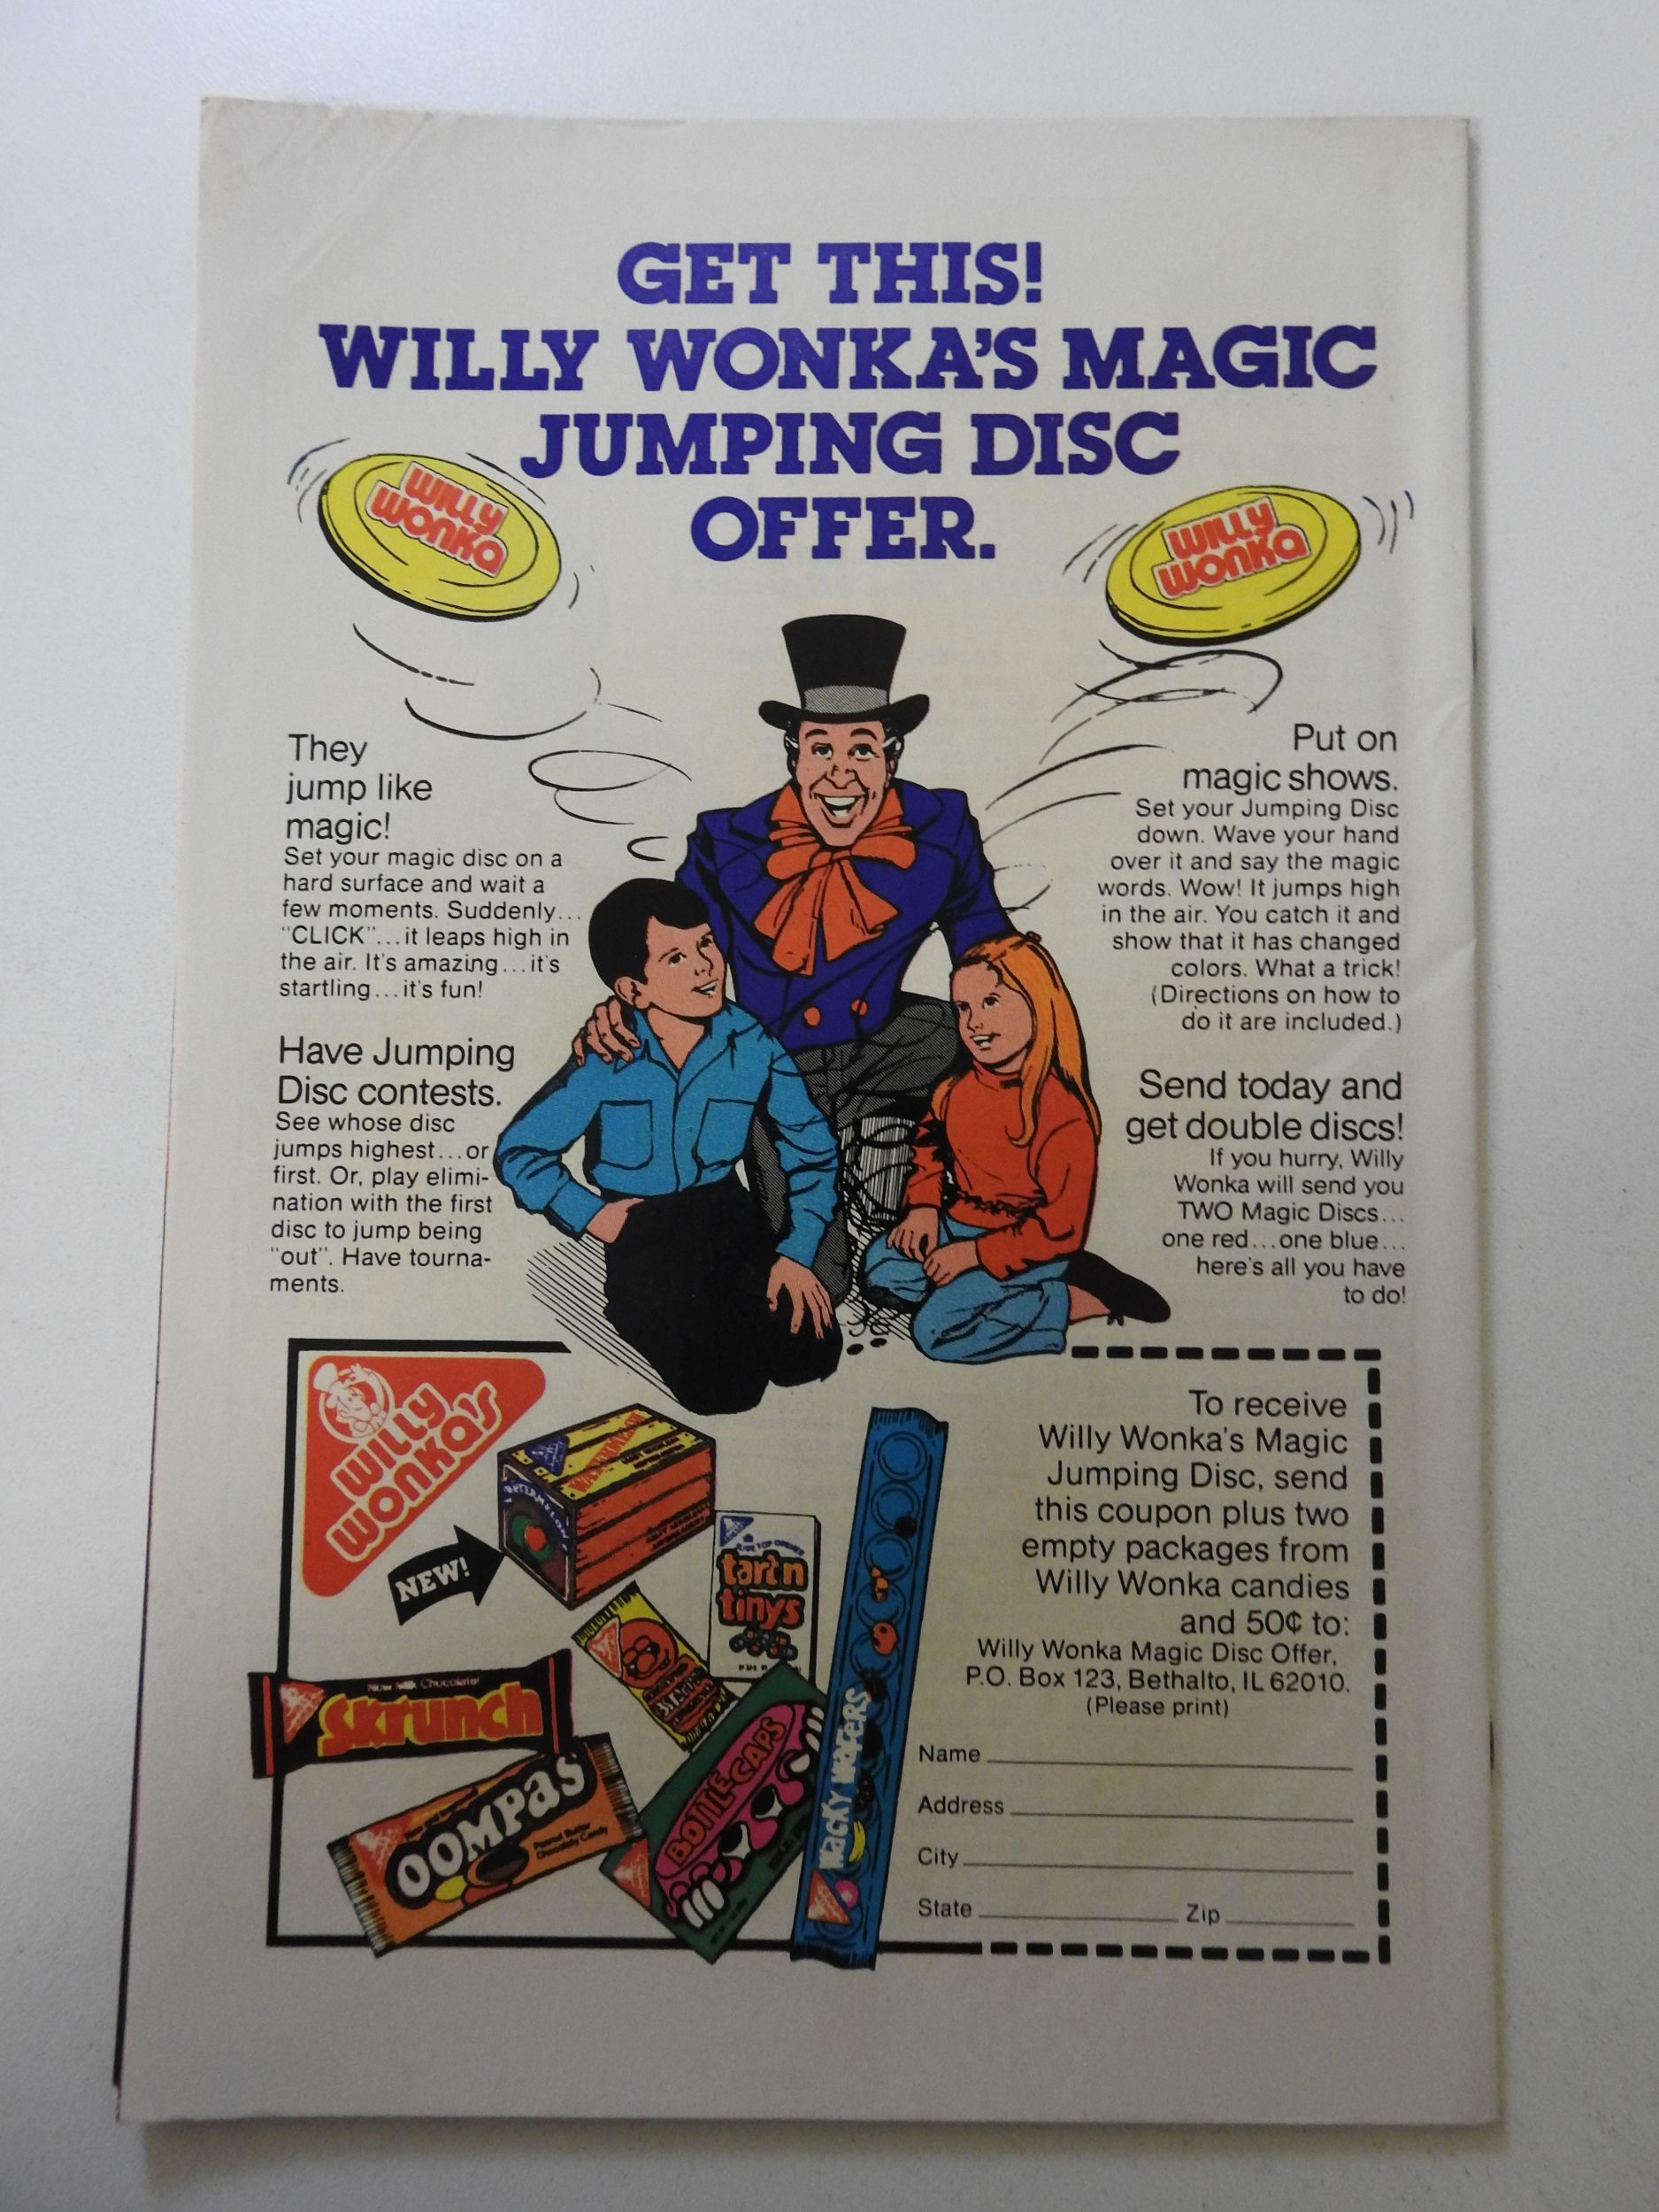 GET THIS!
WILLY WONKA'S MAGIC
JUMPING DISC
OFFER.
WILLY
WONKA
WILLY
WONKA
They
jump like
magic!
Set your magic disc on a
hard surface and wait a
few moments. Suddenly...
"CLICK"...it leaps high in
the air. It's amazing...it's
startling...it's fun!
Have Jumping
Disc contests.
See whose disc
jumps highest...or
first. Or, play elimi-
nation with the first
disc to jump being
"out". Have tourna-
ments.
Put on
magic shows.
Set your Jumping Disc
down. Wave your hand
over it and say the magic
words. Wow! It jumps high
in the air. You catch it and
show that it has changed
colors. What a trick!
(Directions on how to
do it are included.)
Send today and
get double discs!
If you hurry, Willy
Wonka will send you
TWO Magic Discs...
one red...one blue...
here's all you have
to do!
WILLY
WONKA'S
NEW!
tart n
tinys
Now Milk Chocolate!
Skrunch
OOMPAS
Peanut Butter
Chocolaty Candy
BOTTLE CAPS
WACKY WAFERS
To receive
Willy Wonka's Magic
Jumping Disc, send
this coupon plus two
empty packages from
Willy Wonka candies
and 50¢ to:
Willy Wonka Magic Disc Offer,
P.O. Box 123, Bethalto, IL 62010.
(Please print)
Name
Address
City
State Zip